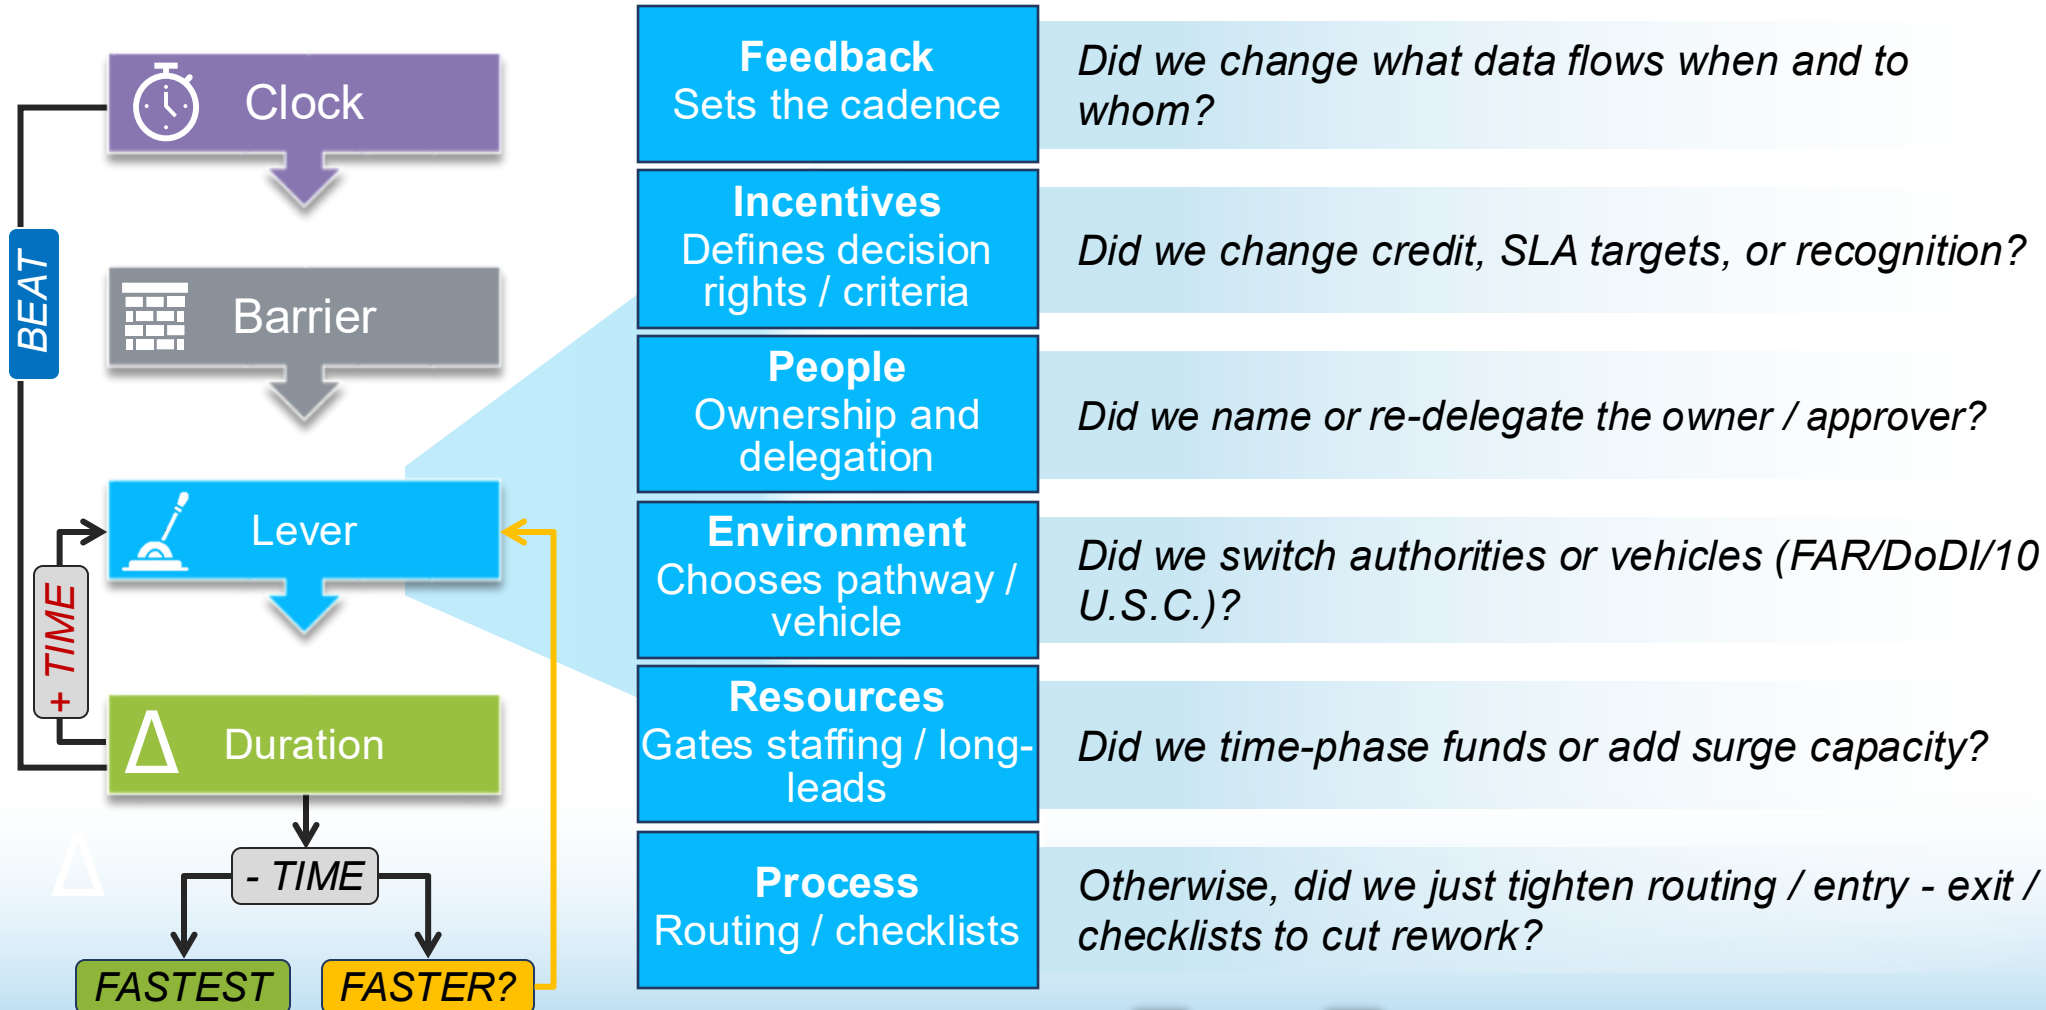 Clock
Barrier
Lever
Δ Duration
BEAT
+ TIME
- TIME
FASTEST
FASTER?
Δ
Feedback
Sets the cadence
Did we change what data flows when and to
whom?
Incentives
Defines decision
rights / criteria
Did we change credit, SLA targets, or recognition?
People
Ownership and
delegation
Did we name or re-delegate the owner / approver?
Environment
Chooses pathway /
vehicle
Did we switch authorities or vehicles (FAR/DoDI/10
U.S.C.)?
Resources
Gates staffing / long-
leads
Did we time-phase funds or add surge capacity?
Process
Routing / checklists
Otherwise, did we just tighten routing / entry - exit /
checklists to cut rework?